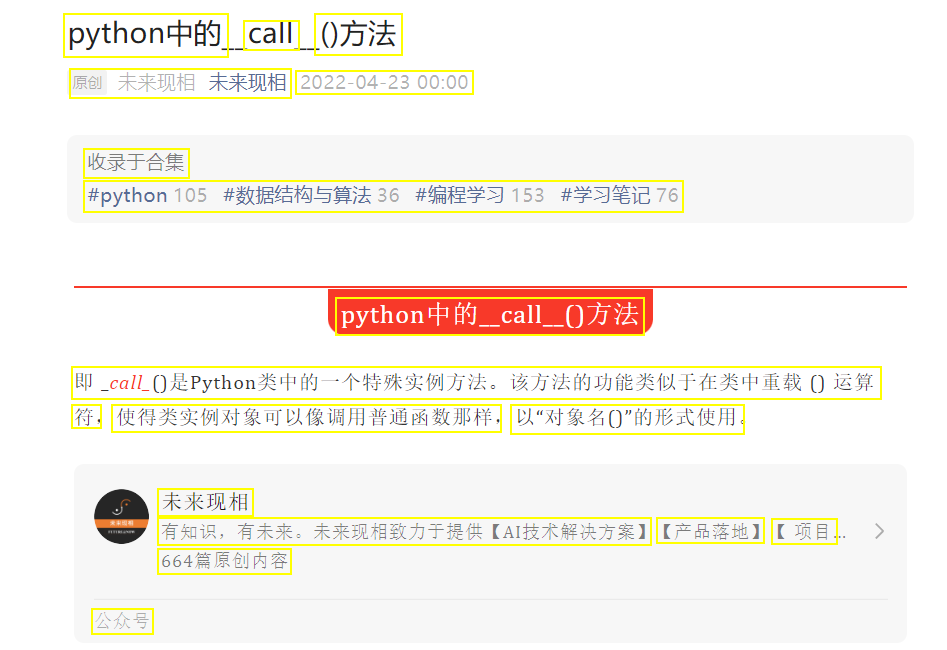 python中的__call__()方法
原创 未来现相 未来现相 2022-04-23 00:00
收录于合集
#python 105 #数据结构与算法 36 #编程学习 153 #学习笔记 76
python中的__call__()方法
即 _call_()是Python类中的一个特殊实例方法。该方法的功能类似于在类中重载 () 运算
符，使得类实例对象可以像调用普通函数那样，以“对象名()”的形式使用。
未来现相
有知识，有未来。未来现相致力于提供【AI技术解决方案】【产品落地】【 项目...
664篇原创内容
公众号